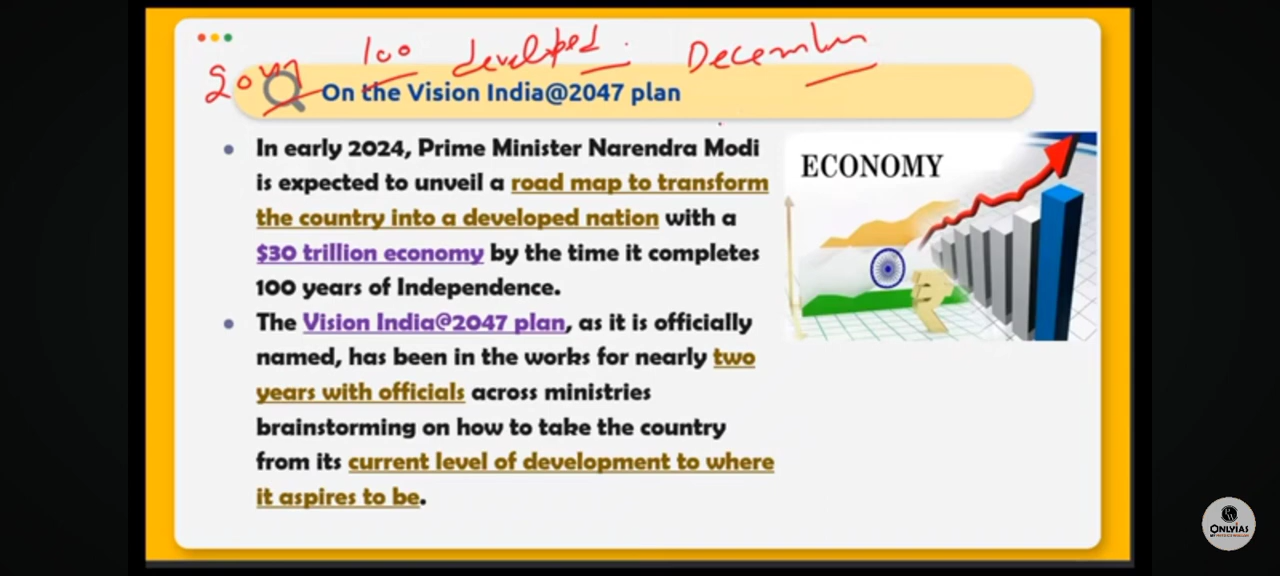 2047 100 developed. December
On the Vision India@2047 plan
In early 2024, Prime Minister Narendra Modi
is expected to unveil a road map to transform
the country into a developed nation with a
$30 trillion economy by the time it completes
100 years of Independence.
The Vision India@2047 plan, as it is officially
named, has been in the works for nearly two
years with officials across ministries
brainstorming on how to take the country
from its current level of development to where
it aspires to be.
ECONOMY
ONLYIAS